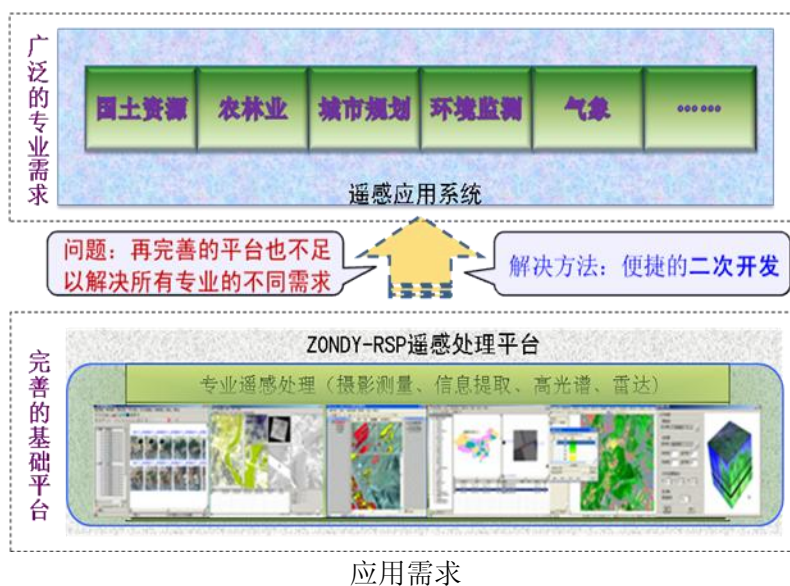 广泛的专业需求
国土资源 农林业 城市规划 环境监测 气象 ……
遥感应用系统
问题：再完善的平台也不足
以解决所有专业的不同需求
解决方法：便捷的二次开发
完善的基础平台
ZONDY-RSP遥感处理平台
专业遥感处理（摄影测量、信息提取、高光谱、雷达）
应用需求